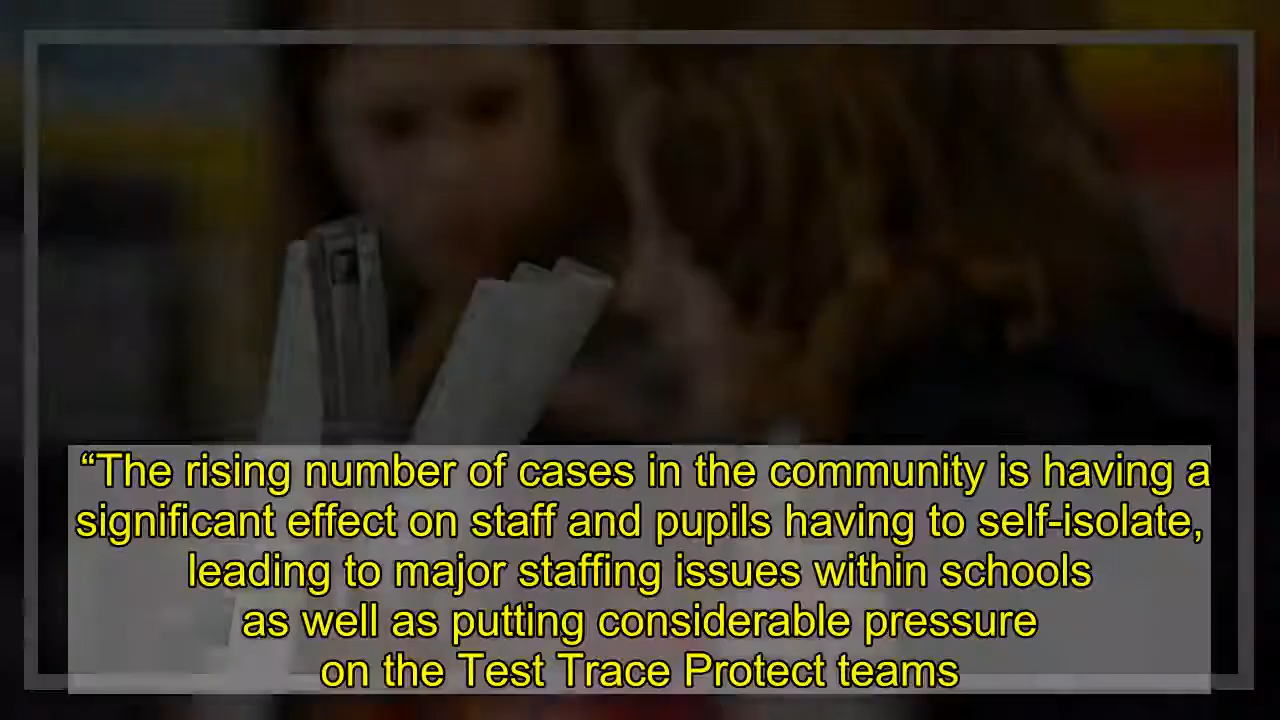 “The rising number of cases in the community is having a
significant effect on staff and pupils having to self-isolate,
leading to major staffing issues within schools
as well as putting considerable pressure
on the Test Trace Protect teams